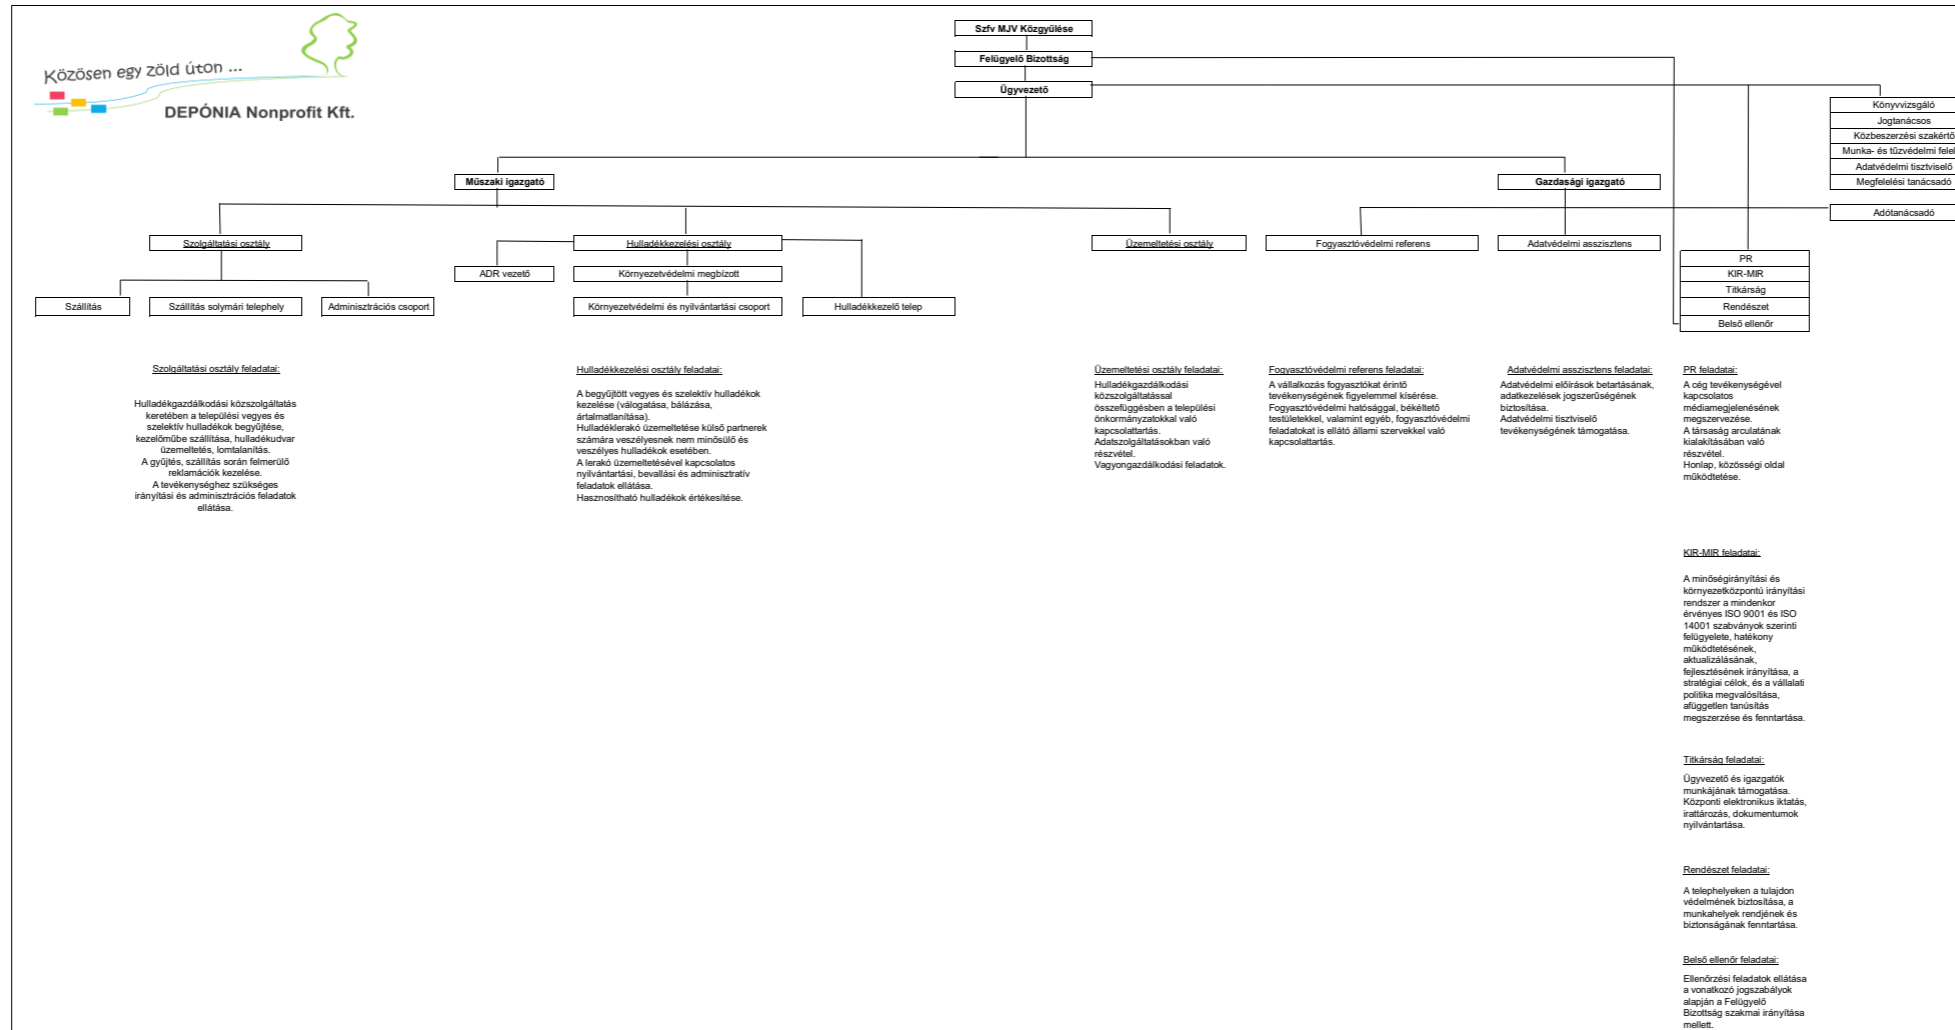 Közösen egy zöld úton ...
DEPÓNIA Nonprofit Kft.
Szfv MJV Közgyűlése
Felügyelő Bizottság
Ügyvezető
Könyvvizsgáló
Jogtanácsos
Közbeszerzési szakértő
Munka- és tűzvédelmi felel
Adatvédelmi tisztviselő
Megfelelési tanácsadó
Adótanácsadó
Műszaki igazgató
Gazdasági igazgató
Szolgáltatási osztály
Hulladékkezelési osztály
Üzemeltetési osztály
Fogyasztóvédelmi referens
Adatvédelmi asszisztens
ADR vezető
Környezetvédelmi megbízott
Szállítás
Szállítás solymári telephely
Adminisztrációs csoport
Környezetvédelmi és nyilvántartási csoport
Hulladékkezelő telep
PR
KIR-MIR
Titkárság
Rendészet
Belső ellenőr
Szolgáltatási osztály feladatai:
Hulladékgazdálkodási közszolgáltatás
keretében a települési vegyes és
szelektív hulladékok begyűjtése,
kezelőműbe szállítása, hulladékudvar
üzemeltetés, lomtalanítás.
A gyűjtés, szállítás során felmerülő
reklamációk kezelése.
A tevékenységhez szükséges
irányítási és adminisztrációs feladatok
ellátása.
Hulladékkezelési osztály feladatai:
A begyűjtött vegyes és szelektív hulladékok
kezelése (válogatása, bálázása,
ártalmatlanítása).
Hulladéklerakó üzemeltetése külső partnerek
számára veszélyesnek nem minősülő és
veszélyes hulladékok esetében.
A lerakó üzemeltetésével kapcsolatos
nyilvántartási, bevallási és adminisztratív
feladatok ellátása.
Hasznosítható hulladékok értékesítése.
Üzemeltetési osztály feladatai:
Hulladékgazdálkodási
közszolgáltatással
összefüggésben a települési
önkormányzatokkal való
kapcsolattartás.
Adatszolgáltatásokban való
részvétel.
Vagyongazdálkodási feladatok.
Fogyasztóvédelmi referens feladatai:
A vállalkozás fogyasztókat érintő
tevékenységének figyelemmel kísérése.
Fogyasztóvédelmi hatósággal, békéltető
testületekkel, valamint egyéb, fogyasztóvédelmi
feladatokat is ellátó állami szervekkel való
kapcsolattartás.
Adatvédelmi asszisztens feladatai:
Adatvédelmi előírások betartásának,
adatkezelések jogszerűségének
biztosítása.
Adatvédelmi tisztviselő
tevékenységének támogatása.
PR feladatai:
A cég tevékenységével
kapcsolatos
médiamegjelenésének
megszervezése.
A társaság arculatának
kialakításában való
részvétel.
Honlap, közösségi oldal
működtetése.
KIR-MIR feladatai:
A minőségirányítási és
környezetközpontú irányítási
rendszer a mindenkor
érvényes ISO 9001 és ISO
14001 szabványok szerinti
felügyelete, hatékony
működtetésének,
aktualizálásának,
fejlesztésének irányítása, a
stratégiai célok, és a vállalati
politika megvalósítása,
afüggetlen tanúsítás
megszerzése és fenntartása.
Titkárság feladatai:
Ügyvezető és igazgatók
munkájának támogatása.
Központi elektronikus iktatás,
irattározás, dokumentumok
nyilvántartása.
Rendészet feladatai:
A telephelyeken a tulajdon
védelmének biztosítása, a
munkahelyek rendjének és
biztonságának fenntartása.
Belső ellenőr feladatai:
Ellenőrzési feladatok ellátása
a vonatkozó jogszabályok
alapján a Felügyelő
Bizottság szakmai irányítása
mellett.